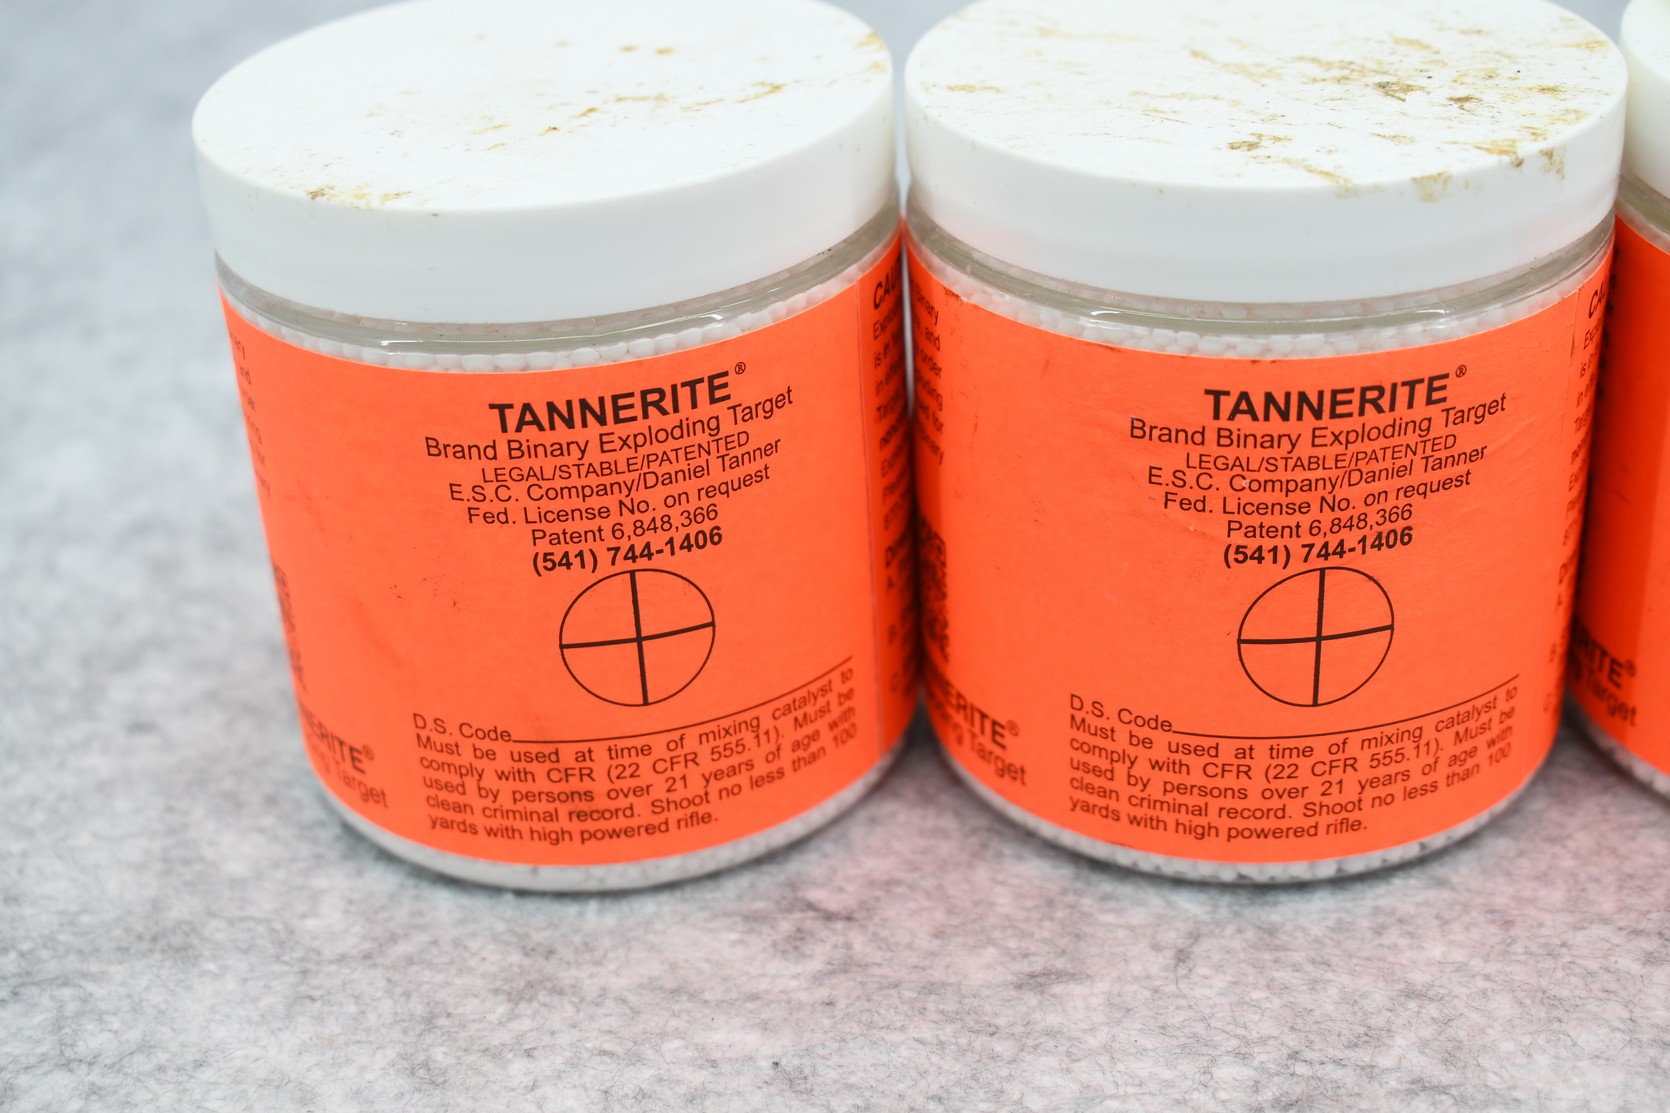 TANNERITE®
Brand Binary Exploding Target
LEGAL/STABLE/PATENTED
E.S.C. Company/Daniel Tanner
Fed. License No. on request
Patent 6,848,366
(541) 744-1406
D.S. Code
Must be used at time of mixing catalyst to
comply with CFR (22 CFR 555.11). Must be
used by persons over 21 years of age with
clean criminal record. Shoot no less than 100
yards with high powered rifle.
NERITE®
Target
TANNERITE®
Brand Binary Exploding Target
LEGAL/STABLE/PATENTED
E.S.C. Company/Daniel Tanner
Fed. License No. on request
Patent 6,848,366
(541) 744-1406
D.S. Code
Must be used at time of mixing catalyst to
comply with CFR (22 CFR 555.11). Must be
used by persons over 21 years of age with
clean criminal record. Shoot no less than 100
yards with high powered rifle.
NERITE®
g Target
RITE®
Target